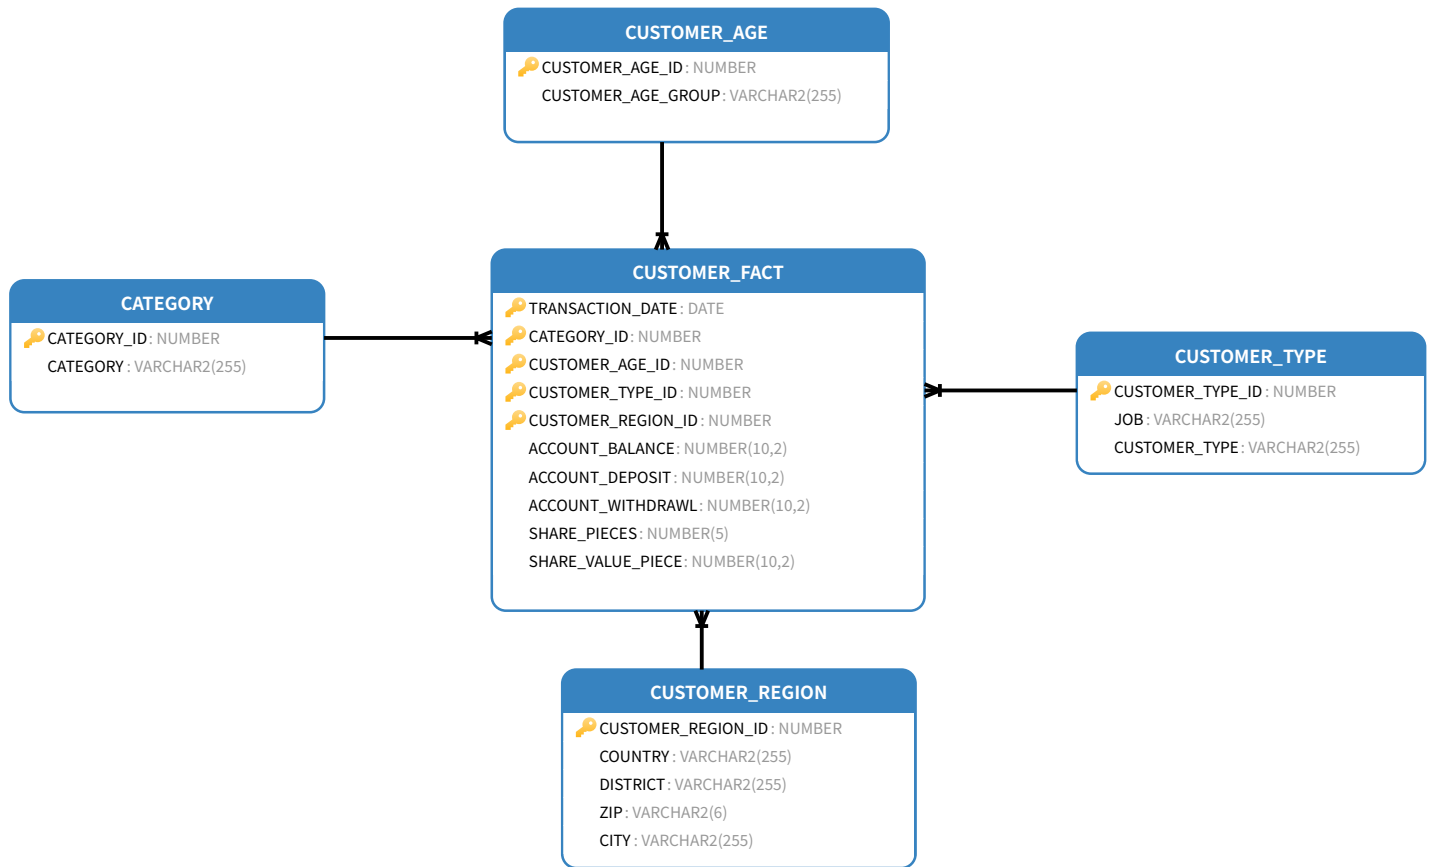 CUSTOMER_AGE
CUSTOMER_AGE_ID: NUMBER
CUSTOMER_AGE_GROUP: VARCHAR2(255)
CUSTOMER_FACT
TRANSACTION_DATE: DATE
CATEGORY_ID: NUMBER
CUSTOMER_AGE_ID: NUMBER
CUSTOMER_TYPE_ID: NUMBER
CUSTOMER_REGION_ID: NUMBER
ACCOUNT_BALANCE: NUMBER(10,2)
ACCOUNT_DEPOSIT: NUMBER(10,2)
ACCOUNT_WITHDRAWL: NUMBER(10,2)
SHARE_PIECES: NUMBER(5)
SHARE_VALUE_PIECE: NUMBER(10,2)
CATEGORY
CATEGORY_ID: NUMBER
CATEGORY: VARCHAR2(255)
CUSTOMER_TYPE
CUSTOMER_TYPE_ID: NUMBER
JOB: VARCHAR2(255)
CUSTOMER_TYPE: VARCHAR2(255)
CUSTOMER_REGION
CUSTOMER_REGION_ID: NUMBER
COUNTRY: VARCHAR2(255)
DISTRICT: VARCHAR2(255)
ZIP: VARCHAR2(6)
CITY: VARCHAR2(255)